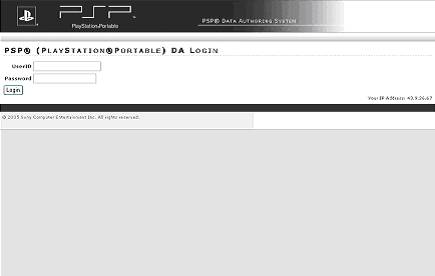 PSP
PlayStation®Portable
PSP® Data Authoring System
PSP® (PlayStation®Portable) DA Login
UserID
Password
Login
Your IP Address: 43.9.26.67
© 2005 Sony Computer Entertainment Inc. All rights reserved.